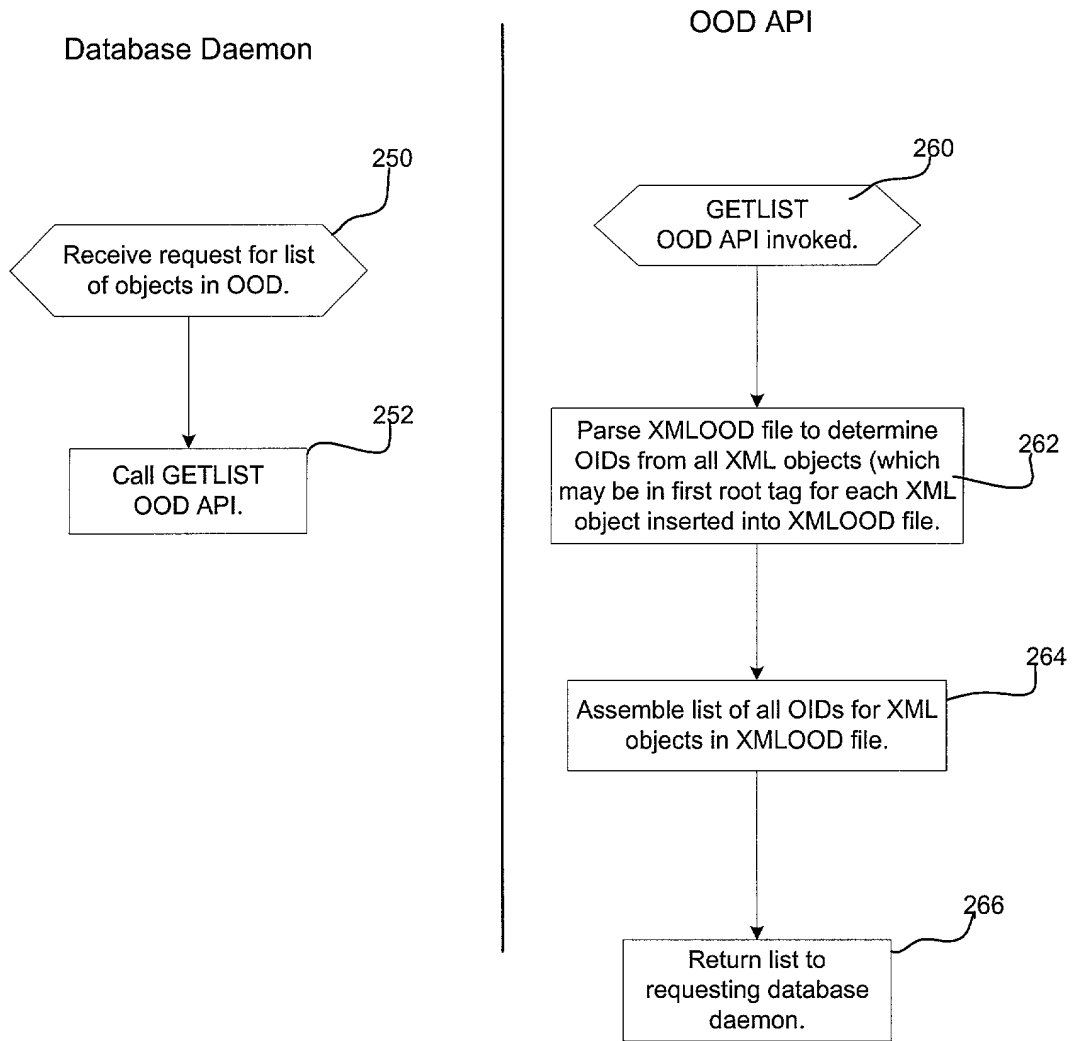 Database Daemon
250
Receive request for list
of objects in OOD.
252
Call GETLIST
OOD API.
OOD API
260
GETLIST
OOD API invoked.
Parse XMLOOD file to determine
OIDs from all XML objects (which
may be in first root tag for each XML
object inserted into XMLOOD file.
262
264
Assemble list of all OIDs for XML
objects in XMLOOD file.
266
Return list to
requesting database
daemon.